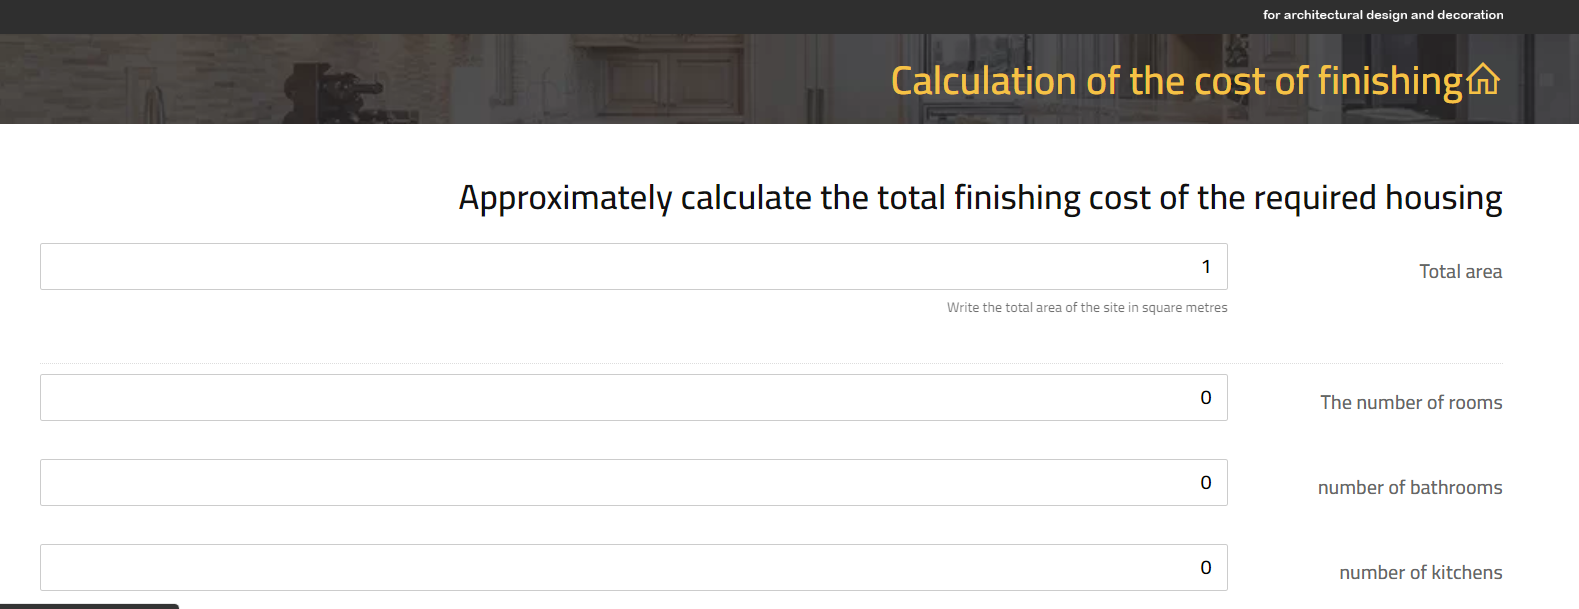 for architectural design and decoration
Calculation of the cost of finishing
Approximately calculate the total finishing cost of the required housing
1
Total area
Write the total area of the site in square metres
0
The number of rooms
0
number of bathrooms
0
number of kitchens